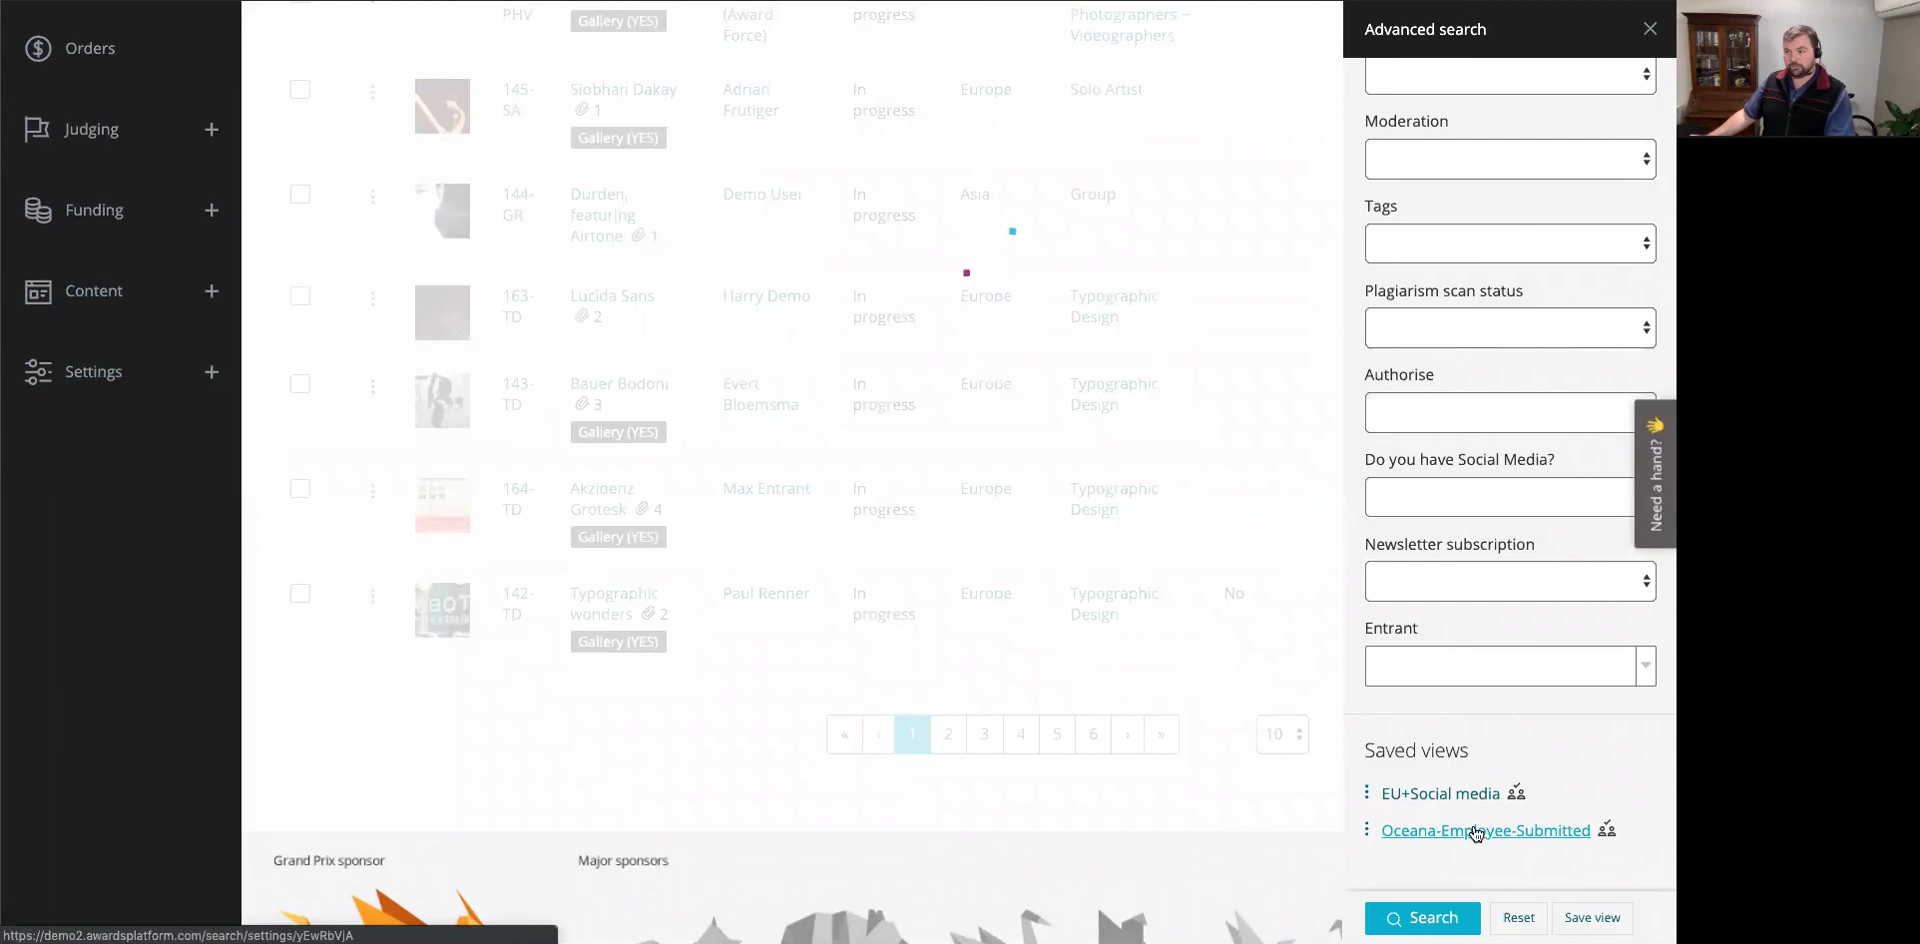 Orders
Judging +
Funding +
Content +
Settings +
PHV
Gallery (YES)
(Award
Force)
progress
Photographers –
Videographers
145-
SA
Siobhan Dakay
1
Gallery (YES)
Adrian
Frutiger
In
progress
Europe
Solo Artist
144-
GR
Durden,
featuring
Airtone 1
Demo User
In
progress
Asia
Group
163-
TD
Lucida Sans
2
Harry Demo
In
progress
Europe
Typographic
Design
143-
TD
Bauer Bodoni
3
Gallery (YES)
Evert
Bloemsma
In
progress
Europe
Typographic
Design
164-
TD
Akzidenz
Grotesk 4
Gallery (YES)
Max Entrant
In
progress
Europe
Typographic
Design
142-
TD
Typographic
wonders 2
Gallery (YES)
Paul Renner
In
progress
Europe
Typographic
Design
No
« ‹ 1 2 3 4 5 6 › »
10
Grand Prix sponsor
Major sponsors
https://demo2.awardsplatform.com/search/settings/yEwRbVjA
Advanced search
Moderation
Tags
Plagiarism scan status
Authorise
Do you have Social Media?
Newsletter subscription
Entrant
Need a hand? 👋
Saved views
EU+Social media
Oceana-Employee-Submitted
Search
Reset
Save view